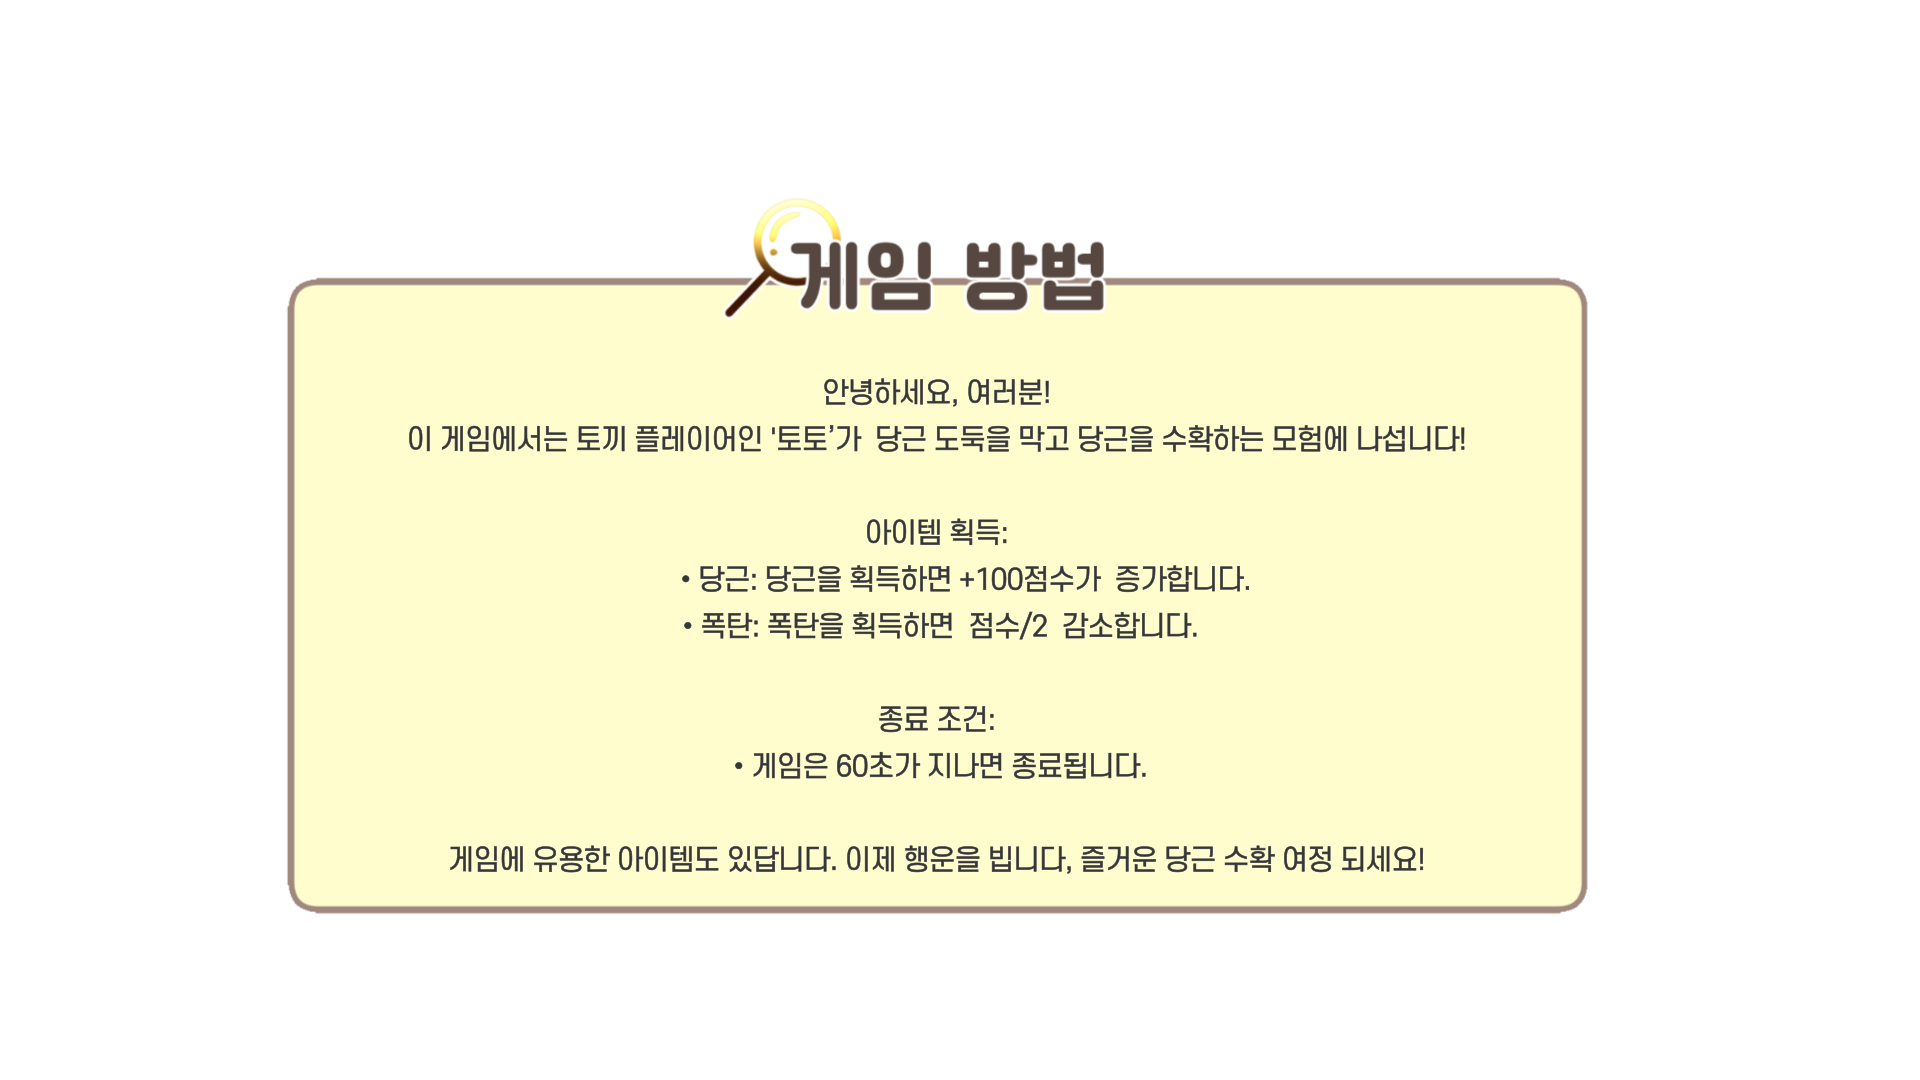 게임 방법
안녕하세요, 여러분!
이 게임에서는 토끼 플레이어인 '토토’가 당근 도둑을 막고 당근을 수확하는 모험에 나섭니다!
아이템 획득:
• 당근: 당근을 획득하면 +100점수가 증가합니다.
• 폭탄: 폭탄을 획득하면 점수/2 감소합니다.
종료 조건:
• 게임은 60초가 지나면 종료됩니다.
게임에 유용한 아이템도 있답니다. 이제 행운을 빕니다, 즐거운 당근 수확 여정 되세요!